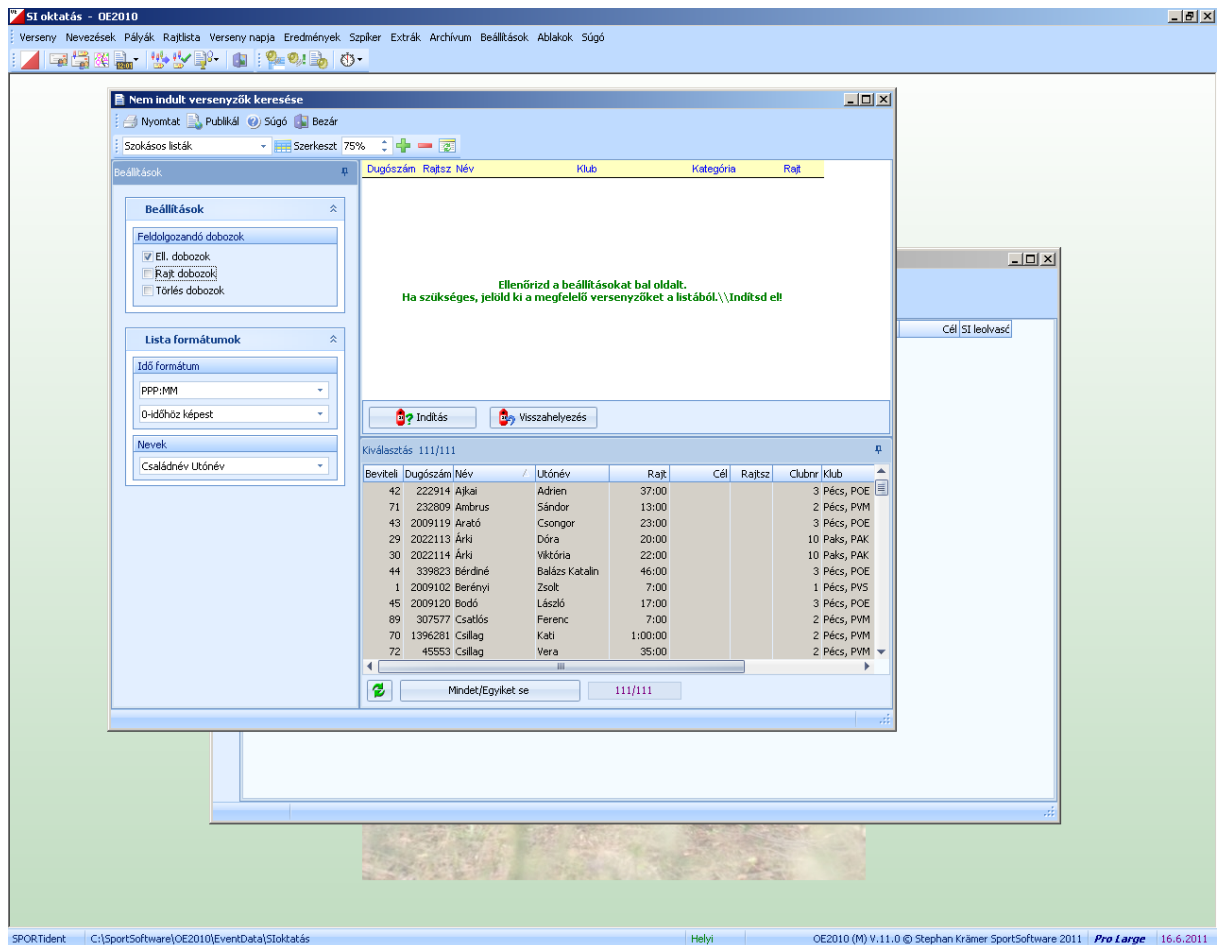 SI oktatás - OE2010
Verseny Nevezések Pályák Rajtlista Verseny napja Eredmények Szpíker Extrák Archívum Beállítások Ablakok Súgó
Nem indult versenyzők keresése
Nyomtat Publikál Súgó Bezár
Szokásos listák Szerkeszt 75%
Beállítások
Beállítások
Feldolgozandó dobozok
Ell. dobozok
Rajt dobozok
Törlés dobozok
Lista formátumok
Idő formátum
PPP:MM
0-időhöz képest
Nevek
Családnév Utónév
Dugószám Rajtsz Név Klub Kategória Rajt
Ellenőrizd a beállításokat bal oldalt.
Ha szükséges, jelöld ki a megfelelő versenyzőket a listából.\\Indítsd el!
Indítás Visszahelyezés
Kiválasztás 111/111
Beviteli Dugószám Név Utónév Rajt Cél Rajtsz Clubnr Klub
42 222914 Ajkai Adrien 37:00 3 Pécs, POE
71 232809 Ambrus Sándor 13:00 2 Pécs, PVM
43 2009119 Arató Csongor 23:00 3 Pécs, POE
29 2022113 Árki Dóra 20:00 10 Paks, PAK
30 2022114 Árki Viktória 22:00 10 Paks, PAK
44 339823 Bérdiné Balázs Katalin 46:00 3 Pécs, POE
1 2009102 Berényi Zsolt 7:00 1 Pécs, PVS
45 2009120 Bodó László 17:00 3 Pécs, POE
89 307577 Csatlós Ferenc 7:00 2 Pécs, PVM
70 1396281 Csillag Kati 1:00:00 2 Pécs, PVM
72 45553 Csillag Vera 35:00 2 Pécs, PVM
Mindet/Egyiket se 111/111
Cél SI leolvasć
SPORTident C:\SportSoftware\OE2010\EventData\SIoktatás Helyi OE2010 (M) V.11.0 © Stephan Krämer SportSoftware 2011 Pro Large 16.6.2011